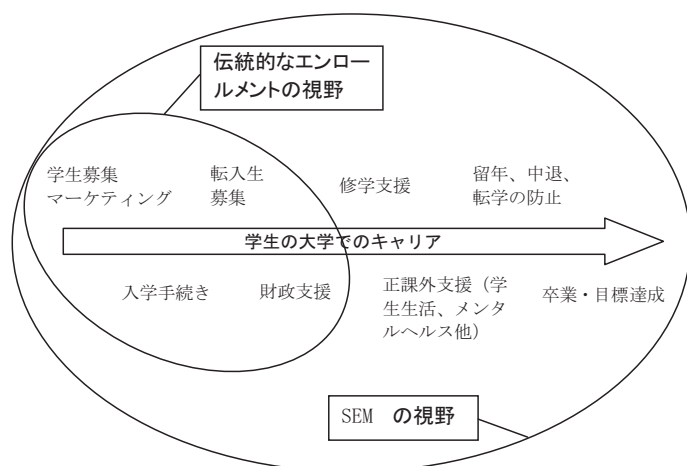 伝統的なエンロー
ルメントの視野
学生募集
マーケティング
転入生
募集
修学支援
留年、中退、
転学の防止
学生の大学でのキャリア
入学手続き
財政支援
正課外支援（学
生生活、メンタ
ルヘルス他）
卒業・目標達成
SEM の視野